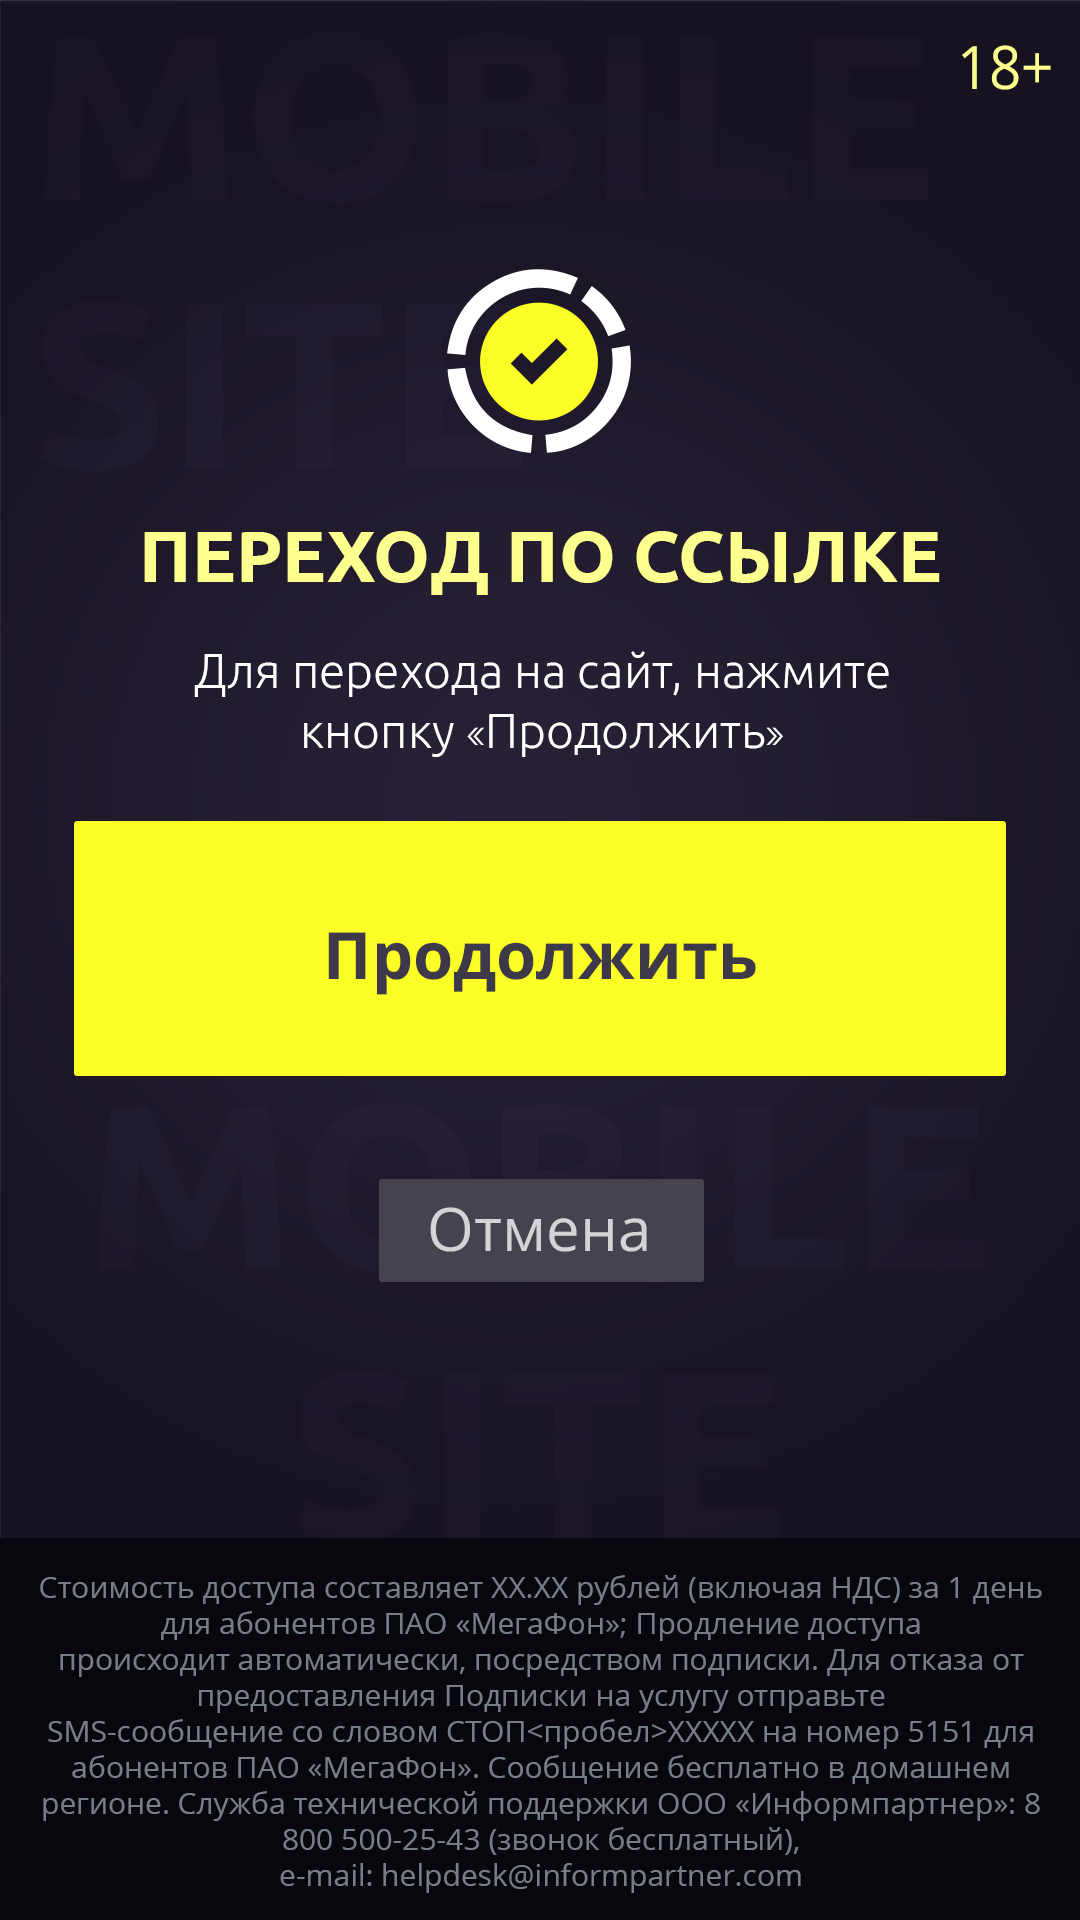 MOBILE
18+
SITE
ПЕРЕХОД ПО ССЫЛКЕ
Для перехода на сайт, нажмите
кнопку «Продолжить»
Продолжить
MOBILE
Отмена
SITE
Стоимость доступа составляет XX.XX рублей (включая НДС) за 1 день
для абонентов ПАО «МегаФон»; Продление доступа
происходит автоматически, посредством подписки. Для отказа от
предоставления Подписки на услугу отправьте
SMS-сообщение со словом СТОП<пробел>XXXXX на номер 5151 для
абонентов ПАО «МегаФон». Сообщение бесплатно в домашнем
регионе. Служба технической поддержки ООО «Информпартнер»: 8
800 500-25-43 (звонок бесплатный),
e-mail: helpdesk@informpartner.com